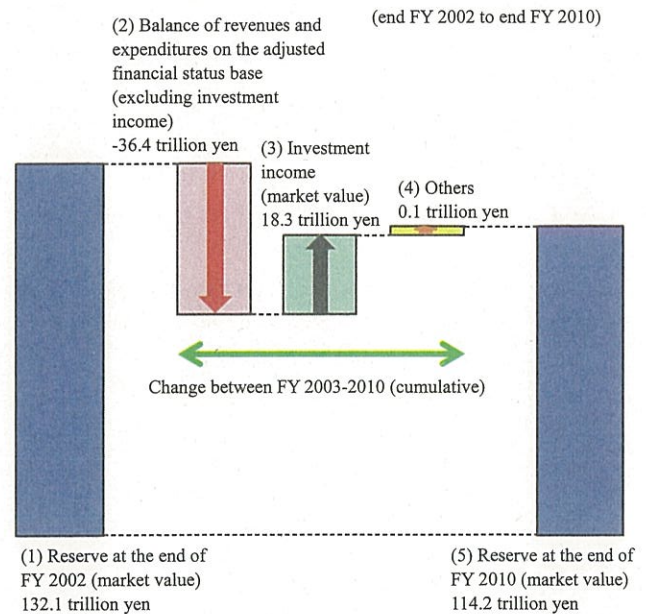 (end FY 2002 to end FY 2010)
(2) Balance of revenues and
expenditures on the adjusted
financial status base
(excluding investment
income)
-36.4 trillion yen
(3) Investment
income
(market value)
18.3 trillion yen
(4) Others
0.1 trillion yen
Change between FY 2003-2010 (cumulative)
(1) Reserve at the end of
FY 2002 (market value)
132.1 trillion yen
(5) Reserve at the end of
FY 2010 (market value)
114.2 trillion yen